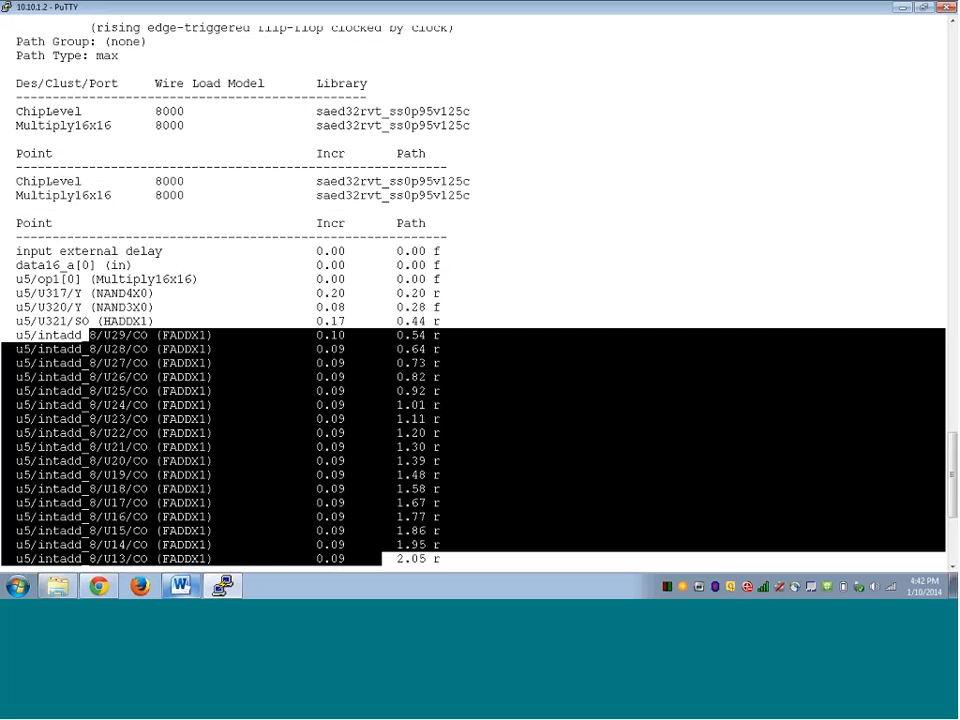 10.10.1.2 - PuTTY
(rising edge-triggered flip-flop clocked by clock)
Path Group: (none)
Path Type: max
Des/Clust/Port Wire Load Model Library
------------------------------------------------
ChipLevel 8000 saed32rvt_ss0p95v125c
Multiply16x16 8000 saed32rvt_ss0p95v125c
Point Incr Path
-----------------------------------------------------------
ChipLevel 8000 saed32rvt_ss0p95v125c
Multiply16x16 8000 saed32rvt_ss0p95v125c
Point Incr Path
-----------------------------------------------------------
input external delay 0.00 0.00 f
data16_a[0] (in) 0.00 0.00 f
u5/op1[0] (Multiply16x16) 0.00 0.00 f
u5/U317/Y (NAND4X0) 0.20 0.20 r
u5/U320/Y (NAND3X0) 0.08 0.28 f
u5/U321/SO (HADDX1) 0.17 0.44 r
u5/intadd_8/U29/CO (FADDX1) 0.10 0.54 r
u5/intadd_8/U28/CO (FADDX1) 0.09 0.64 r
u5/intadd_8/U27/CO (FADDX1) 0.09 0.73 r
u5/intadd_8/U26/CO (FADDX1) 0.09 0.82 r
u5/intadd_8/U25/CO (FADDX1) 0.09 0.92 r
u5/intadd_8/U24/CO (FADDX1) 0.09 1.01 r
u5/intadd_8/U23/CO (FADDX1) 0.09 1.11 r
u5/intadd_8/U22/CO (FADDX1) 0.09 1.20 r
u5/intadd_8/U21/CO (FADDX1) 0.09 1.30 r
u5/intadd_8/U20/CO (FADDX1) 0.09 1.39 r
u5/intadd_8/U19/CO (FADDX1) 0.09 1.48 r
u5/intadd_8/U18/CO (FADDX1) 0.09 1.58 r
u5/intadd_8/U17/CO (FADDX1) 0.09 1.67 r
u5/intadd_8/U16/CO (FADDX1) 0.09 1.77 r
u5/intadd_8/U15/CO (FADDX1) 0.09 1.86 r
u5/intadd_8/U14/CO (FADDX1) 0.09 1.95 r
u5/intadd_8/U13/CO (FADDX1) 0.09 2.05 r
4:42 PM
1/10/2014